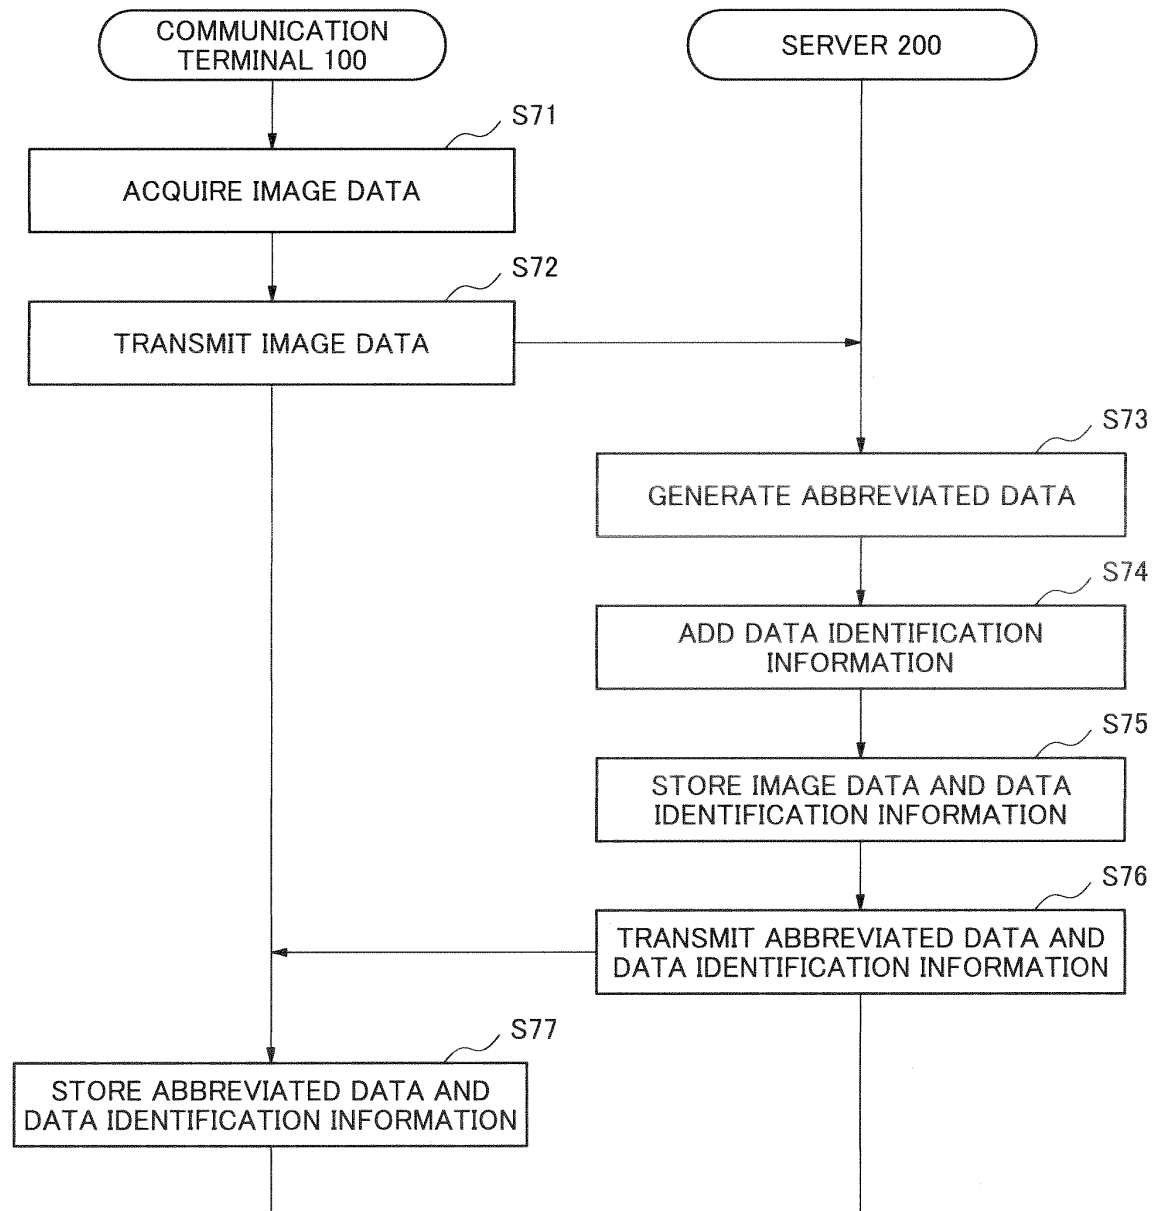 COMMUNICATION
TERMINAL 100
SERVER 200
S71
ACQUIRE IMAGE DATA
S72
TRANSMIT IMAGE DATA
S73
GENERATE ABBREVIATED DATA
S74
ADD DATA IDENTIFICATION
INFORMATION
S75
STORE IMAGE DATA AND DATA
IDENTIFICATION INFORMATION
S76
TRANSMIT ABBREVIATED DATA AND
DATA IDENTIFICATION INFORMATION
S77
STORE ABBREVIATED DATA AND
DATA IDENTIFICATION INFORMATION